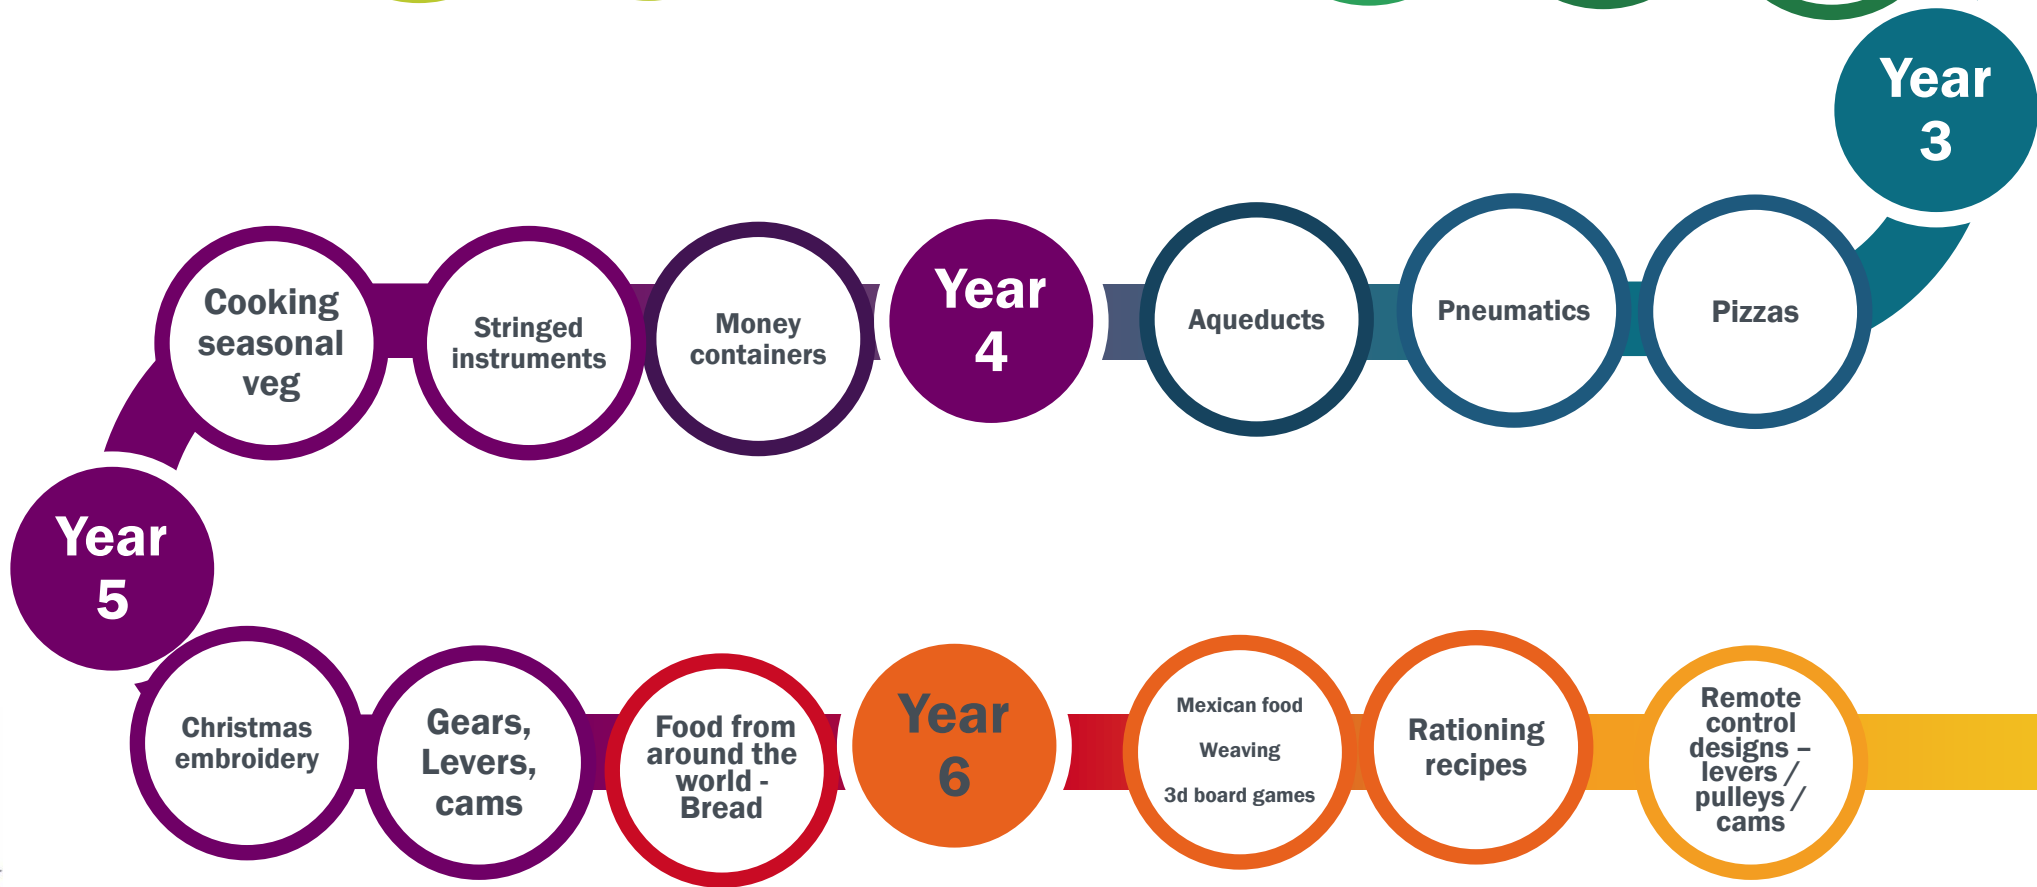 Year
3
Pizzas
Pneumatics
Aqueducts
Year
4
Money
containers
Stringed
instruments
Cooking
seasonal
veg
Year
5
Christmas
embroidery
Gears,
Levers,
cams
Food from
around the
world -
Bread
Year
6
Mexican food
Weaving
3d board games
Rationing
recipes
Remote
control
designs –
levers /
pulleys /
cams